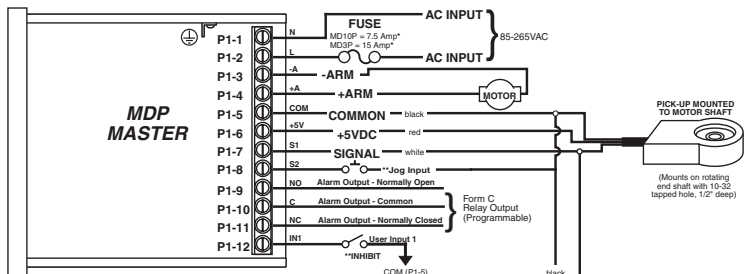 MDP
MASTER
P1-1
P1-2
P1-3
P1-4
P1-5
P1-6
P1-7
P1-8
P1-9
P1-10
P1-11
P1-12
N
L
-A
+A
COM
+5V
S1
S2
NO
C
NC
IN1
FUSE
MD10P = 7.5 Amp*
MD3P = 15 Amp*
AC INPUT
AC INPUT
85-265VAC
-ARM
+ARM
MOTOR
COMMON black
+5VDC red
SIGNAL white
**Jog Input
Alarm Output - Normally Open
Alarm Output - Common
Alarm Output - Normally Closed
Form C
Relay Output
(Programmable)
User Input 1
**INHIBIT
COM (P1-5)
PICK-UP MOUNTED
TO MOTOR SHAFT
(Mounts on rotating
end shaft with 10-32
tapped hole, 1/2" deep)
black